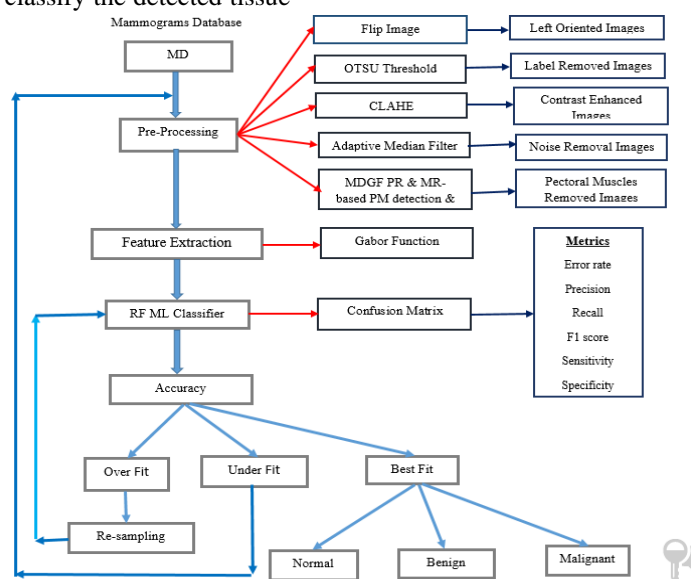 classify the detected tissue
Mammograms Database
MD
Pre-Processing
Flip Image
Left Oriented Images
OTSU Threshold
Label Removed Images
CLAHE
Contrast Enhanced
Images
Adaptive Median Filter
Noise Removal Images
MDGF PR & MR-
based PM detection &
Pectoral Muscles
Removed Images
Feature Extraction
Gabor Function
RF ML Classifier
Confusion Matrix
Metrics
Error rate
Precision
Recall
F1 score
Sensitivity
Specificity
Accuracy
Over Fit
Under Fit
Best Fit
Re-sampling
Normal
Benign
Malignant